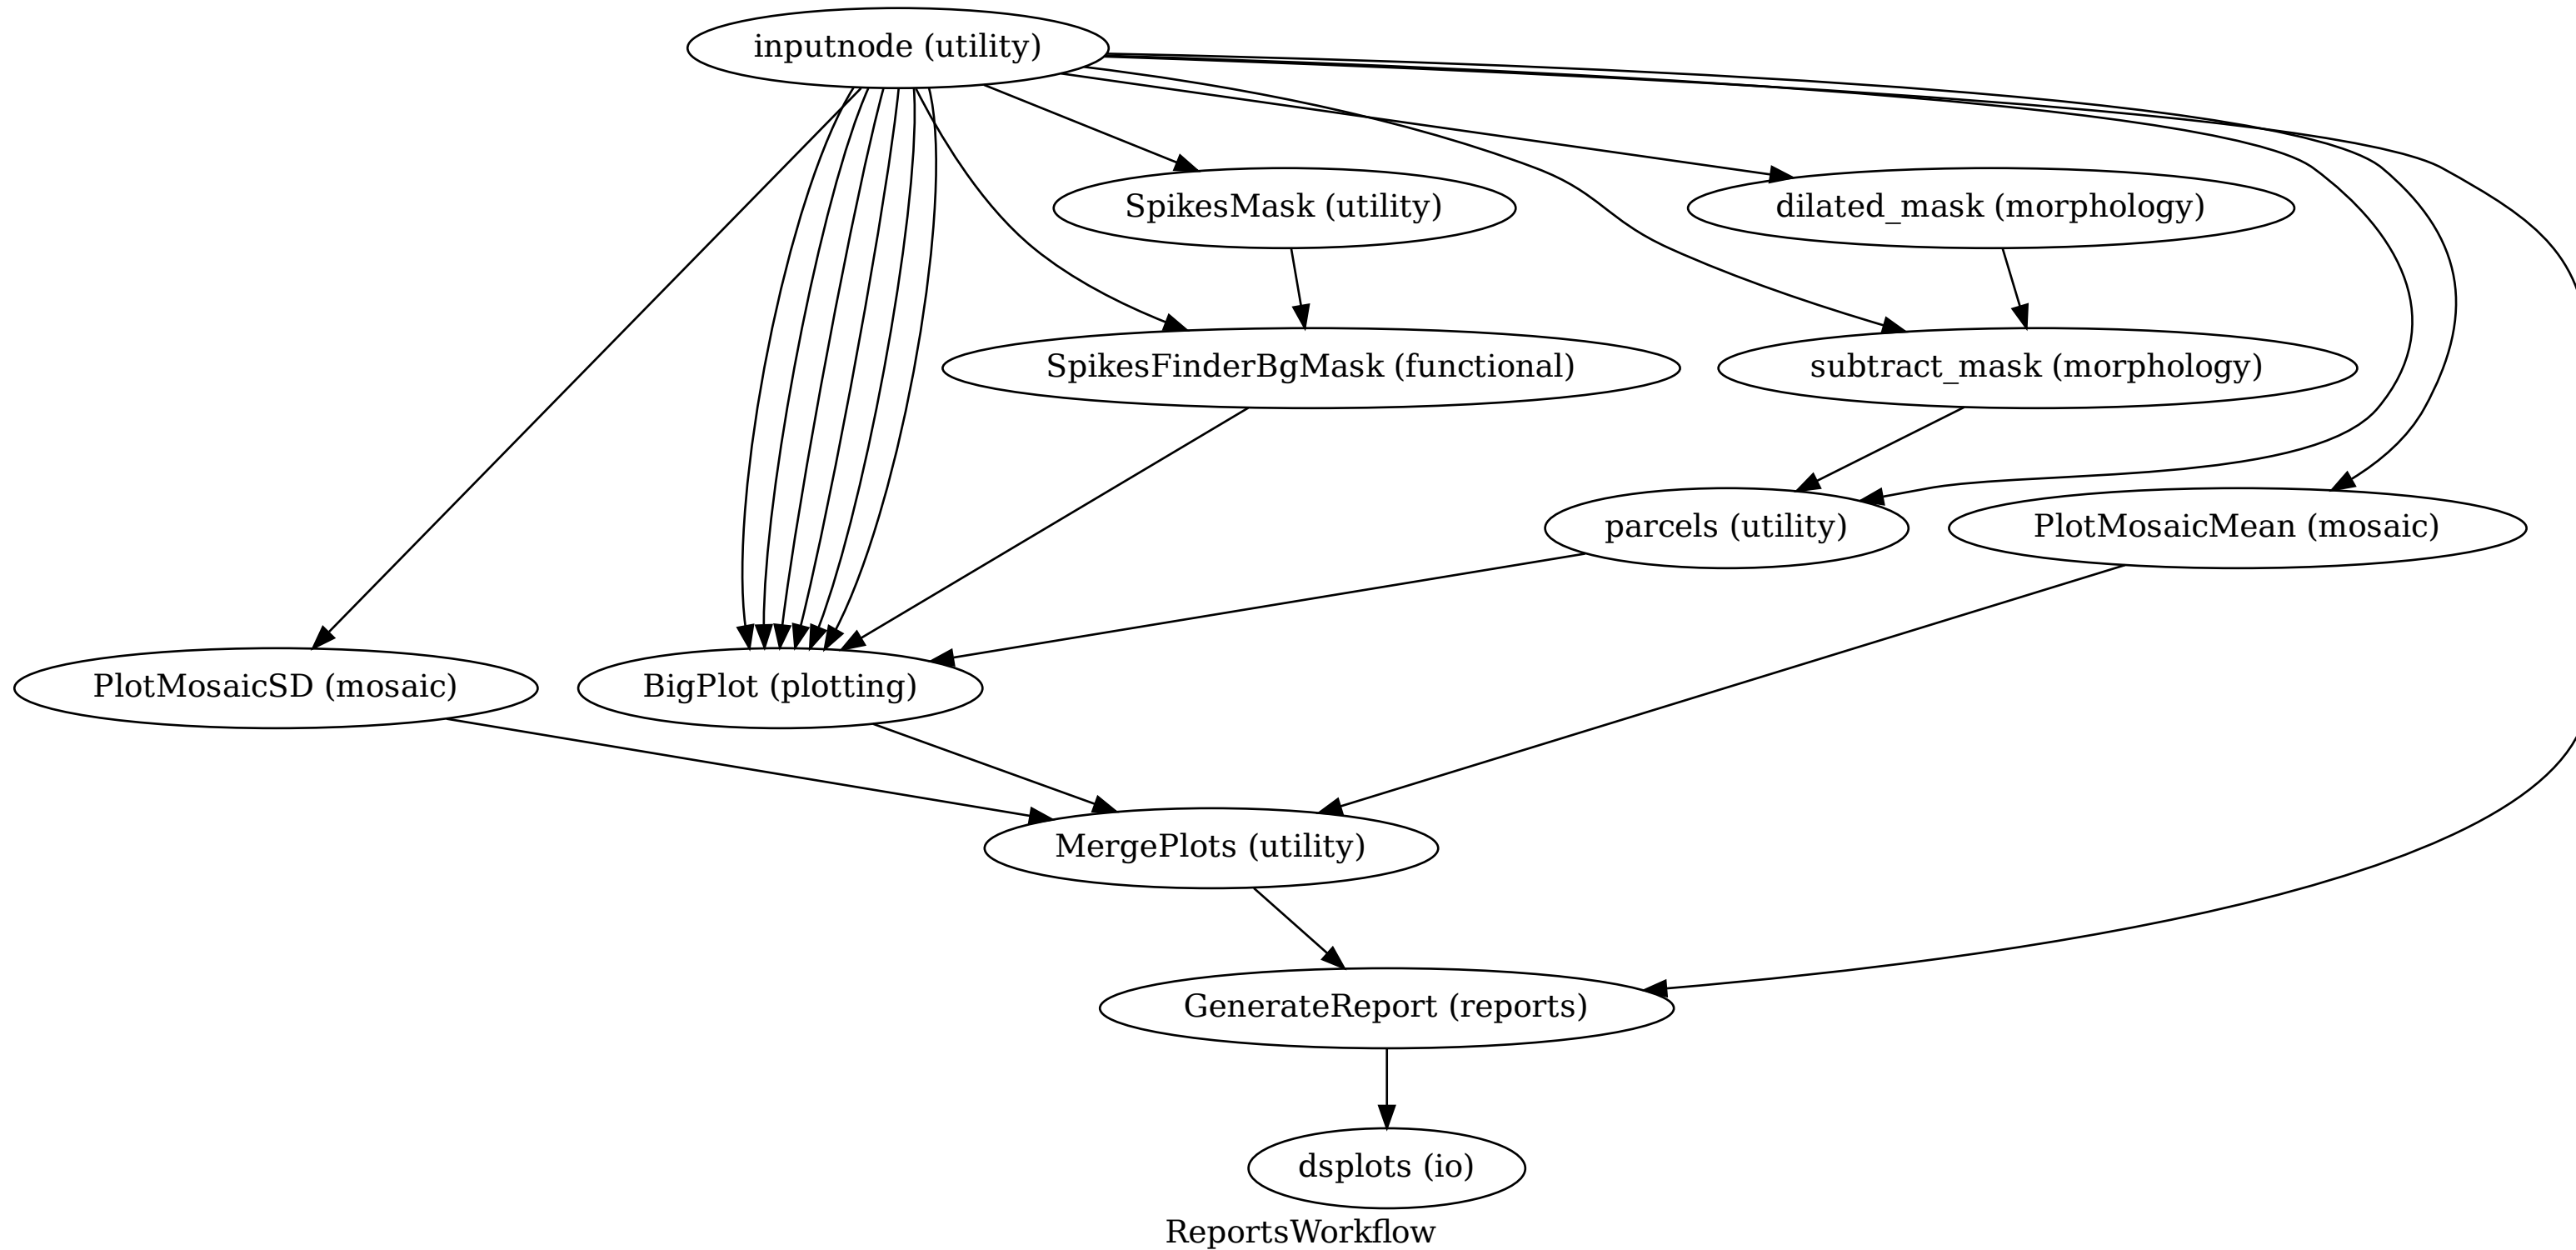 inputnode (utility)
SpikesMask (utility)
dilated_mask (morphology)
SpikesFinderBgMask (functional)
subtract_mask (morphology)
parcels (utility)
PlotMosaicMean (mosaic)
PlotMosaicSD (mosaic)
BigPlot (plotting)
MergePlots (utility)
GenerateReport (reports)
dsplots (io)
ReportsWorkflow